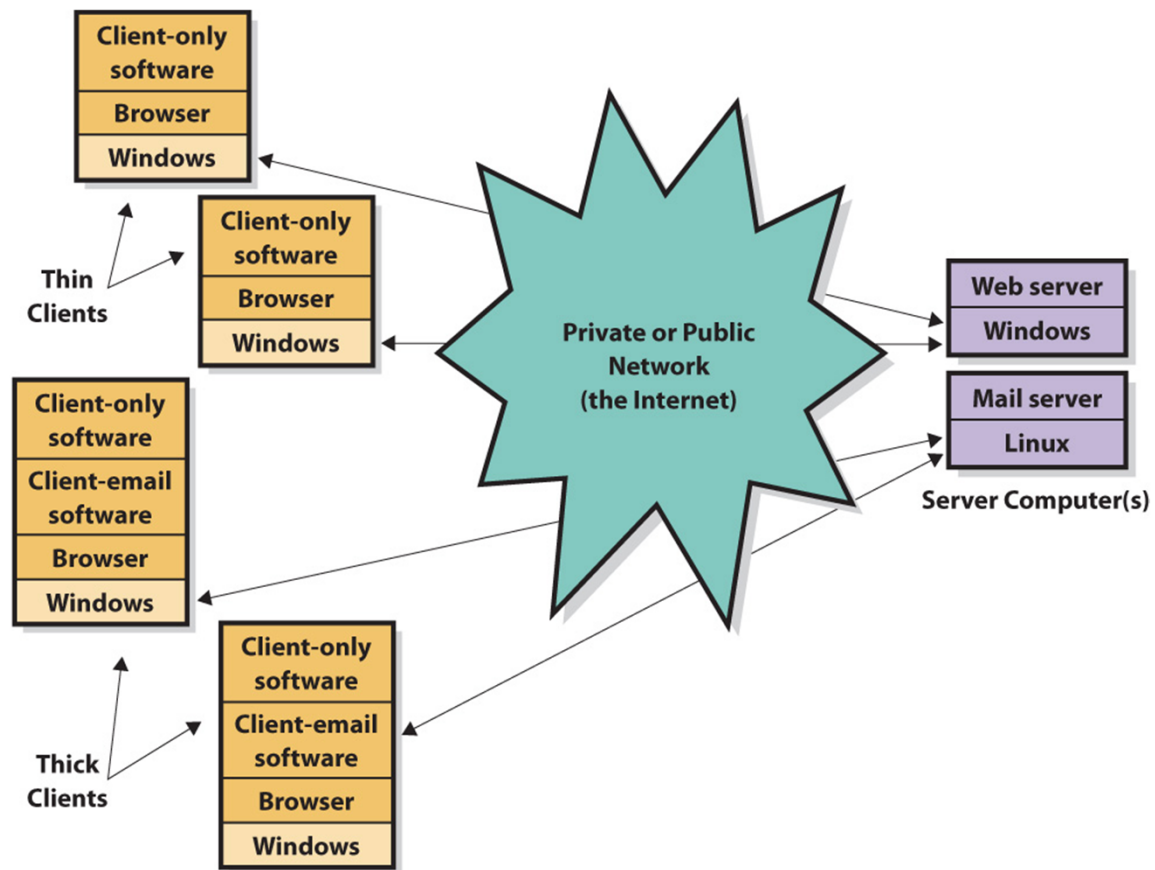 Client-only
software
Browser
Windows
Client-only
software
Browser
Windows
Thin
Clients
Client-only
software
Client-email
software
Browser
Windows
Client-only
software
Client-email
software
Browser
Windows
Thick
Clients
Private or Public
Network
(the Internet)
Web server
Windows
Mail server
Linux
Server Computer(s)